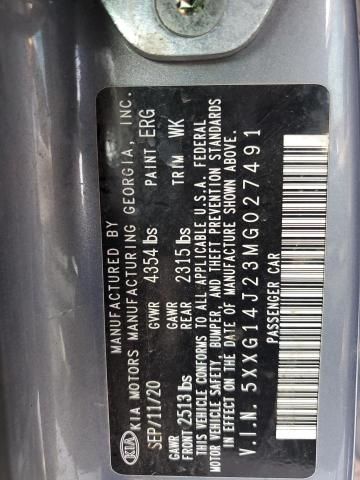 KIA
MANUFACTURED BY
KIA MOTORS MANUFACTURING GEORGIA, INC.
SEP/11/20
GVWR 4354 lbs
PAINT ERG
GAWR FRONT 2513 lbs
GAWR REAR 2315 lbs
TRIM WK
THIS VEHICLE CONFORMS TO ALL APPLICABLE U.S.A. FEDERAL
MOTOR VEHICLE SAFETY, BUMPER, AND THEFT PREVENTION STANDARDS
IN EFFECT ON THE DATE OF MANUFACTURE SHOWN ABOVE.
V.I.N. 5XXG14J23MG027491
PASSENGER CAR